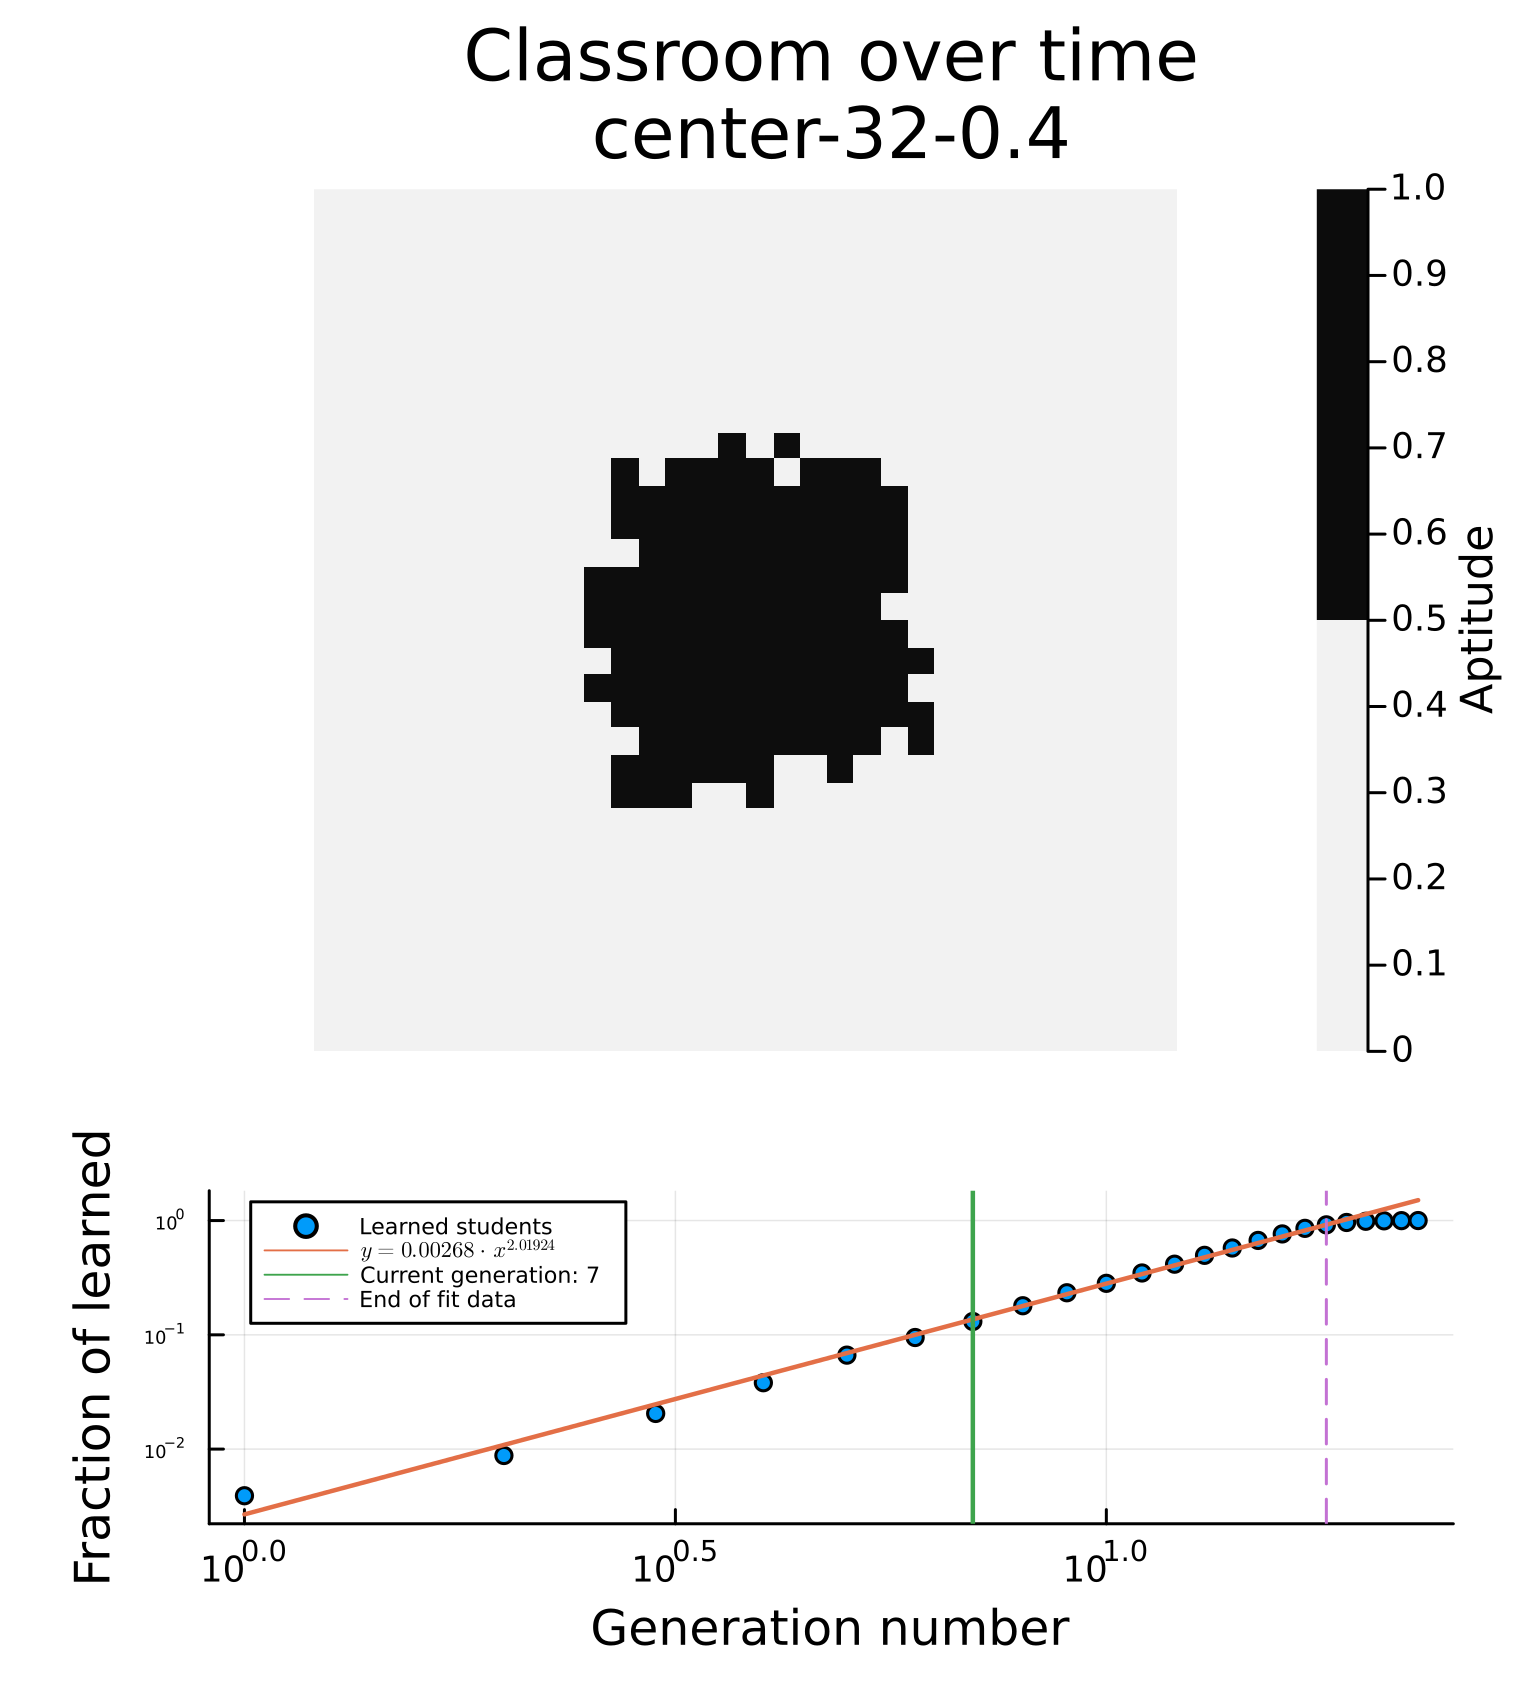 Classroom over time
center-32-0.4
1.0
0.9
0.8
0.7
0.6
0.5
0.4
0.3
0.2
0.1
0
Aptitude
Fraction of learned
10⁰
10⁻¹
10⁻²
Learned students
y = 0.00268 · x^2.01924
Current generation: 7
End of fit data
10^0.0
10^0.5
10^1.0
Generation number